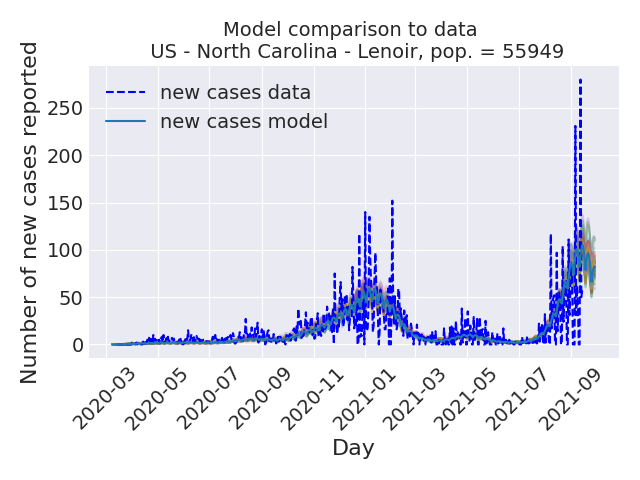 Model comparison to data
US - North Carolina - Lenoir, pop. = 55949
Number of new cases reported
250
200
150
100
50
0
new cases data
new cases model
2020-03
2020-05
2020-07
2020-09
2020-11
2021-01
2021-03
2021-05
2021-07
2021-09
Day